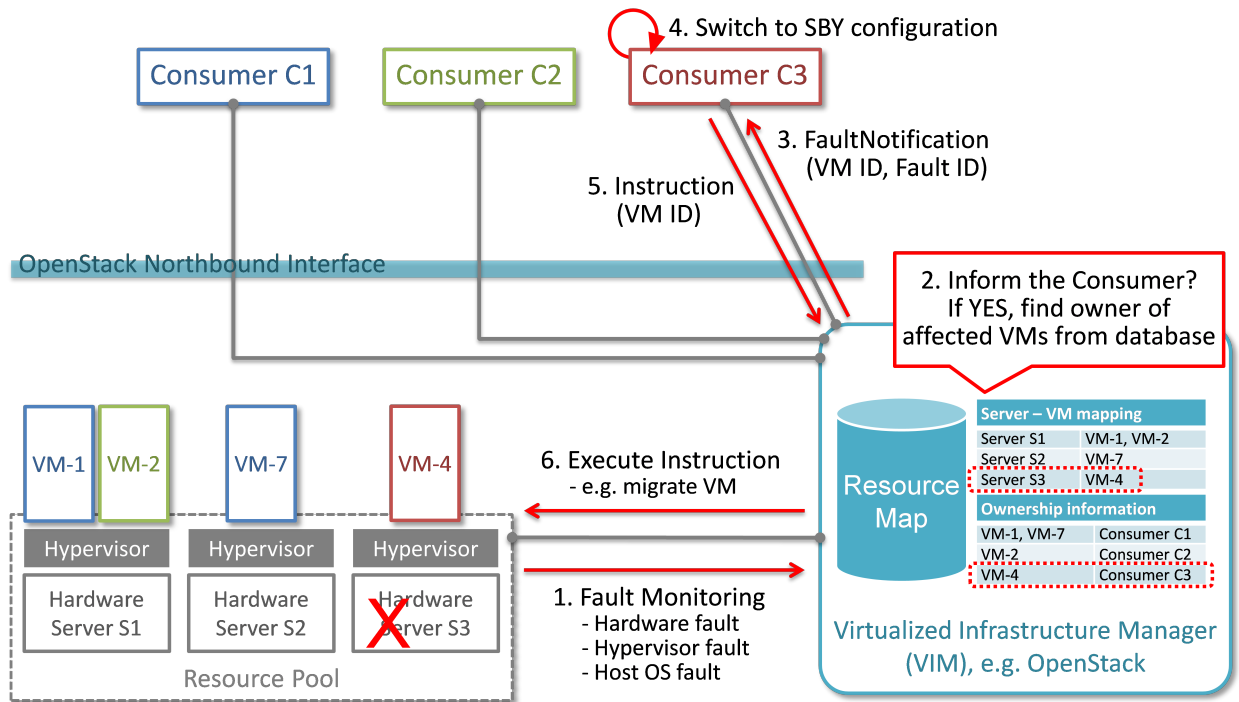 4. Switch to SBY configuration
Consumer C1
Consumer C2
Consumer C3
3. FaultNotification
(VM ID, Fault ID)
5. Instruction
(VM ID)
OpenStack Northbound Interface
2. Inform the Consumer?
If YES, find owner of
affected VMs from database
VM-1
VM-2
VM-7
VM-4
6. Execute Instruction
- e.g. migrate VM
Resource
Map
Server – VM mapping
Server S1 VM-1, VM-2
Server S2 VM-7
Server S3 VM-4
Ownership information
VM-1, VM-7 Consumer C1
VM-2 Consumer C2
VM-4 Consumer C3
Hypervisor
Hypervisor
Hypervisor
Hardware
Server S1
Hardware
Server S2
Hardware
Server S3
Resource Pool
1. Fault Monitoring
- Hardware fault
- Hypervisor fault
- Host OS fault
Virtualized Infrastructure Manager
(VIM), e.g. OpenStack